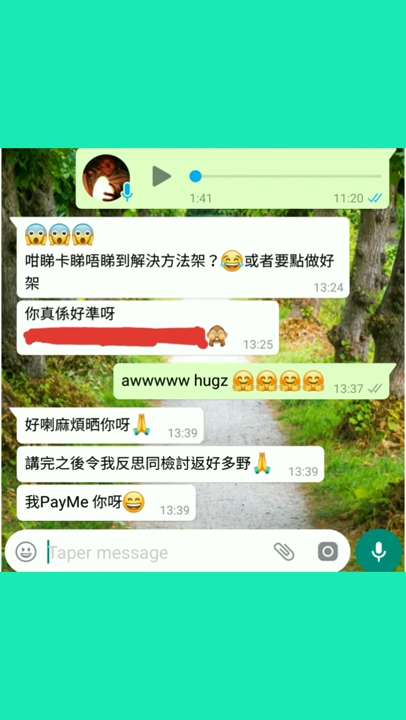 1:41
11:20
😱😱😱
咁睇卡睇唔睇到解決方法架？😂或者要點做好
架
13:24
你真係好準呀
🙈
13:25
awwwww hugz 🤗🤗🤗🤗
13:37
好喇麻煩晒你呀🙏
13:39
講完之後令我反思同檢討返好多野🙏
13:39
我PayMe 你呀😅
13:39
Taper message